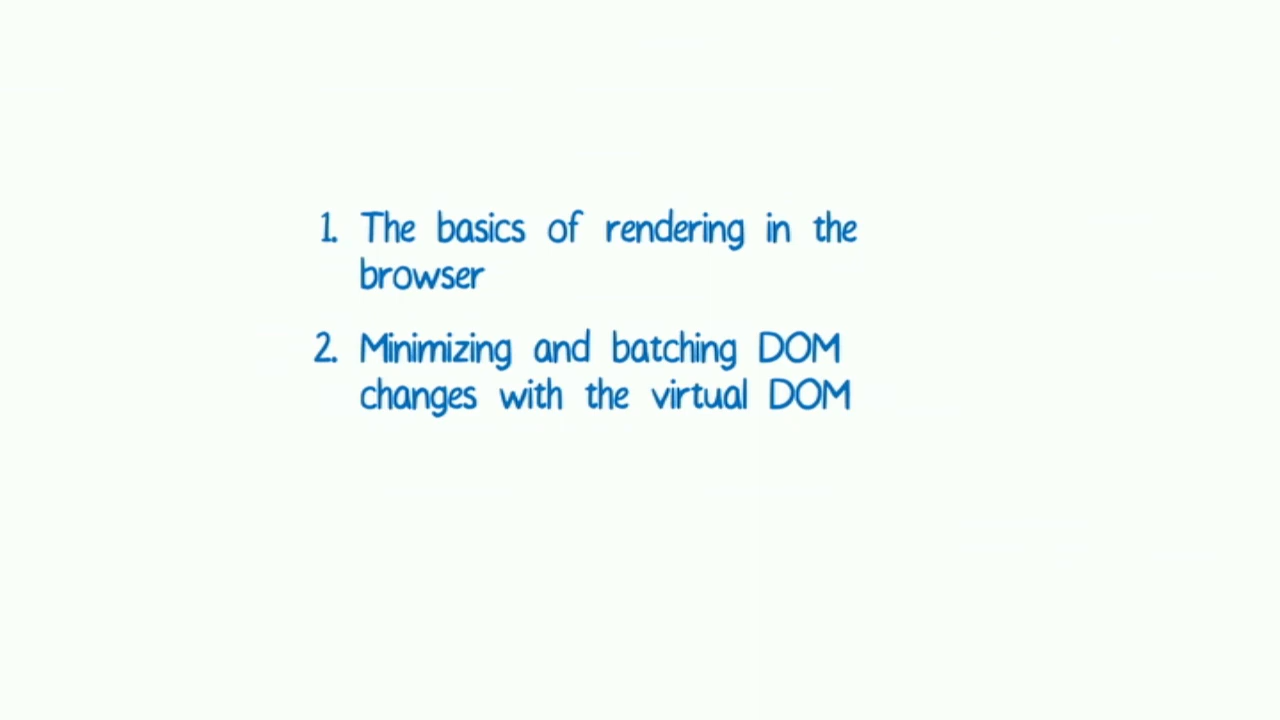 1. The basics of rendering in the
browser
2. Minimizing and batching DOM
changes with the virtual DOM